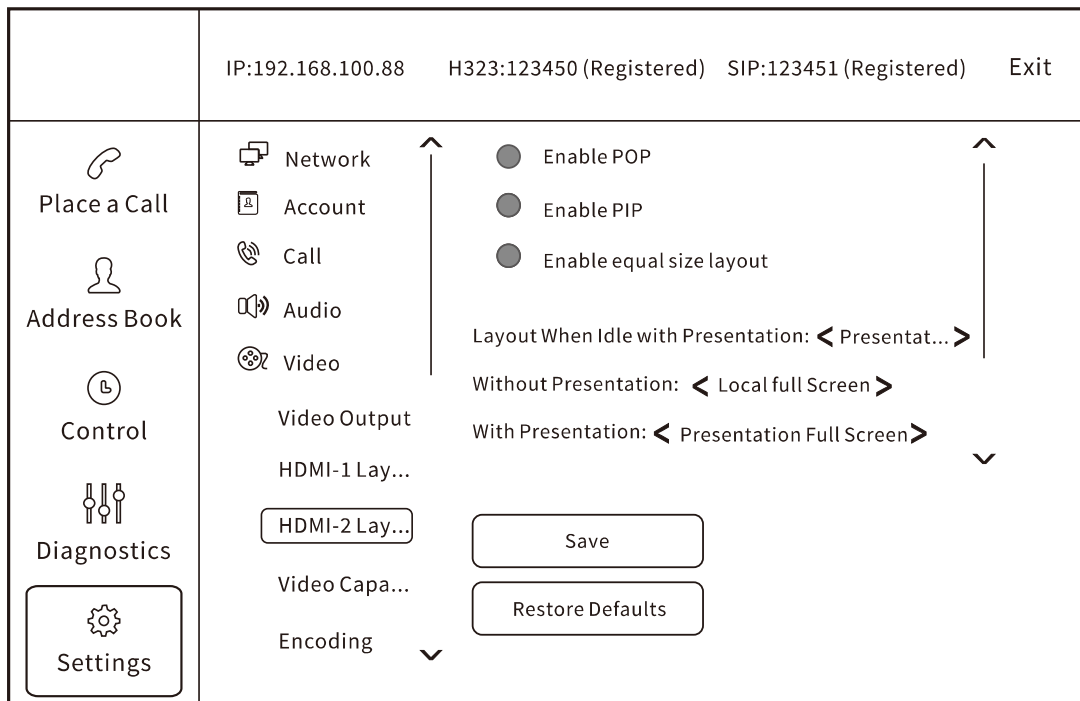 IP:192.168.100.88 H323:123450 (Registered) SIP:123451 (Registered) Exit
Place a Call
Address Book
Control
Diagnostics
Settings
Network
Account
Call
Audio
Video
Video Output
HDMI-1 Lay...
HDMI-2 Lay...
Video Capa...
Encoding
Enable POP
Enable PIP
Enable equal size layout
Layout When Idle with Presentation: < Presentat... >
Without Presentation: < Local full Screen >
With Presentation: < Presentation Full Screen >
Save
Restore Defaults